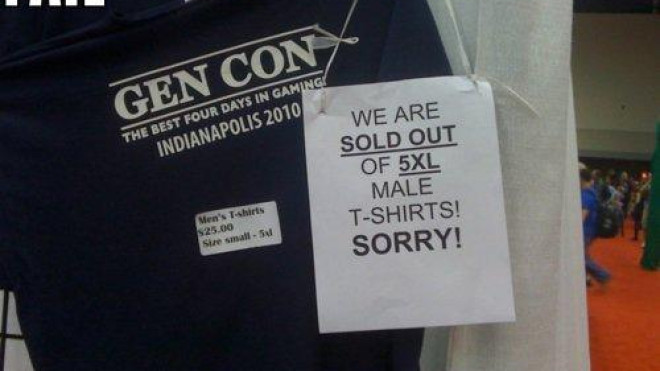 GEN CON
THE BEST FOUR DAYS IN GAMING
INDIANAPOLIS 2010
Men's T-shirts
$25.00
Size small - 5xl
WE ARE
SOLD OUT
OF 5XL
MALE
T-SHIRTS!
SORRY!